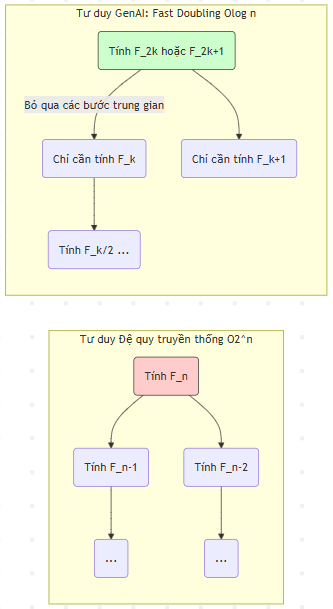 Tư duy GenAI: Fast Doubling Olog n
Tính F_2k hoặc F_2k+1
Bỏ qua các bước trung gian
Chỉ cần tính F_k
Chỉ cần tính F_k+1
Tính F_k/2 ...
Tư duy Đệ quy truyền thống O2^n
Tính F_n
Tính F_n-1
Tính F_n-2
...
...